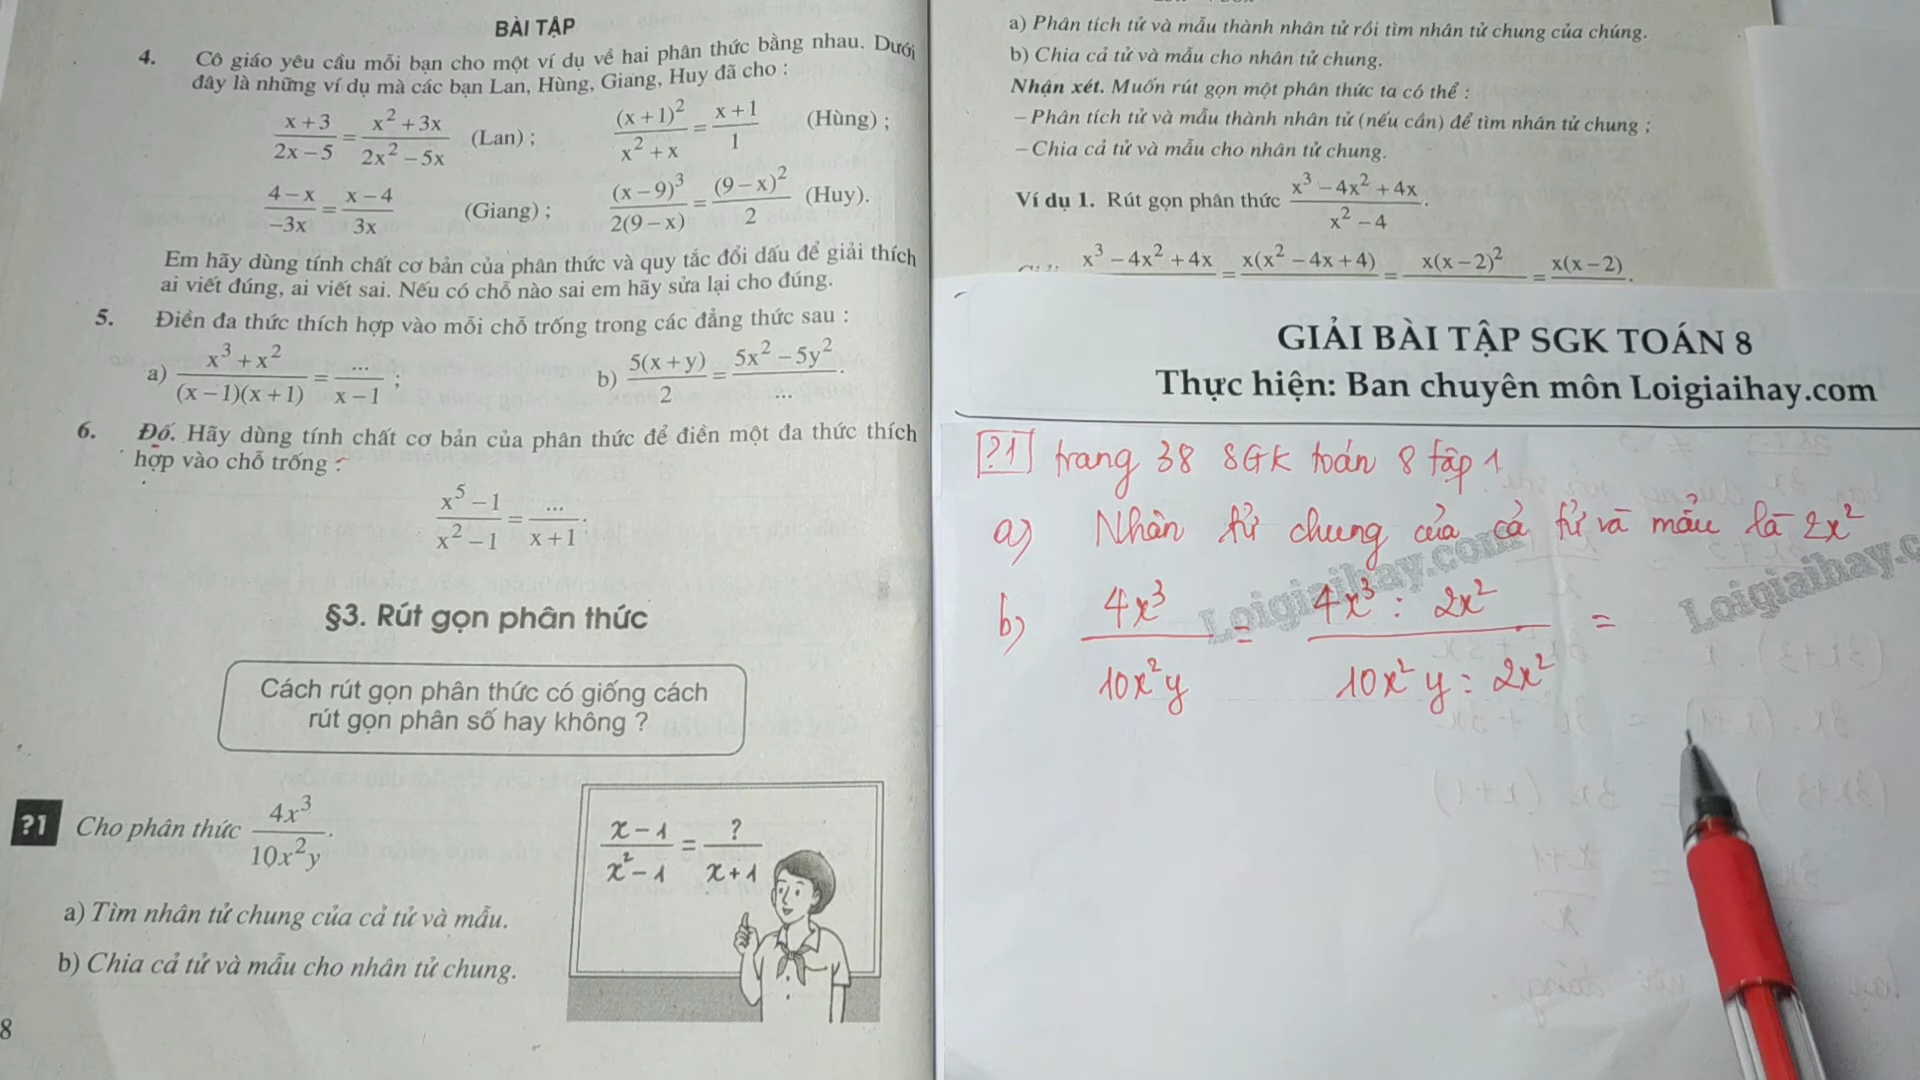 BÀI TẬP
4. Cô giáo yêu cầu mỗi bạn cho một ví dụ về hai phân thức bằng nhau. Dưới
đây là những ví dụ mà các bạn Lan, Hùng, Giang, Huy đã cho :
(x + 3)/(2x – 5) = (x² + 3x)/(2x² – 5x) (Lan) ; (x + 1)²/(x² + x) = (x + 1)/1 (Hùng) ;
(4 – x)/(–3x) = (x – 4)/(3x) (Giang) ; (x – 9)³/(2(9 – x)) = (9 – x)²/2 (Huy).
Em hãy dùng tính chất cơ bản của phân thức và quy tắc đổi dấu để giải thích
ai viết đúng, ai viết sai. Nếu có chỗ nào sai em hãy sửa lại cho đúng.
5. Điền đa thức thích hợp vào mỗi chỗ trống trong các đẳng thức sau :
a) (x³ + x²)/((x – 1)(x + 1)) = .../(x – 1) ; b) 5(x + y)/2 = (5x² – 5y²)/... .
6. Đố. Hãy dùng tính chất cơ bản của phân thức để điền một đa thức thích
hợp vào chỗ trống :
(x⁵ – 1)/(x² – 1) = .../(x + 1).
§3. Rút gọn phân thức
Cách rút gọn phân thức có giống cách
rút gọn phân số hay không ?
?1 Cho phân thức 4x³/(10x²y).
a) Tìm nhân tử chung của cả tử và mẫu.
b) Chia cả tử và mẫu cho nhân tử chung.
(x – 1)/(x² – 1) = ?/(x + 1)
8
a) Phân tích tử và mẫu thành nhân tử rồi tìm nhân tử chung của chúng.
b) Chia cả tử và mẫu cho nhân tử chung.
Nhận xét. Muốn rút gọn một phân thức ta có thể :
– Phân tích tử và mẫu thành nhân tử (nếu cần) để tìm nhân tử chung ;
– Chia cả tử và mẫu cho nhân tử chung.
Ví dụ 1. Rút gọn phân thức (x³ – 4x² + 4x)/(x² – 4).
x³ – 4x² + 4x = x(x² – 4x + 4) = x(x – 2)² = x(x – 2).
GIẢI BÀI TẬP SGK TOÁN 8
Thực hiện: Ban chuyên môn Loigiaihay.com
?1 trang 38 SGK toán 8 tập 1
a) Nhân tử chung của cả tử và mẫu là 2x²
b) 4x³/(10x²y) = (4x³ : 2x²)/(10x²y : 2x²) =
Loigiaihay.com
Loigiaihay.c